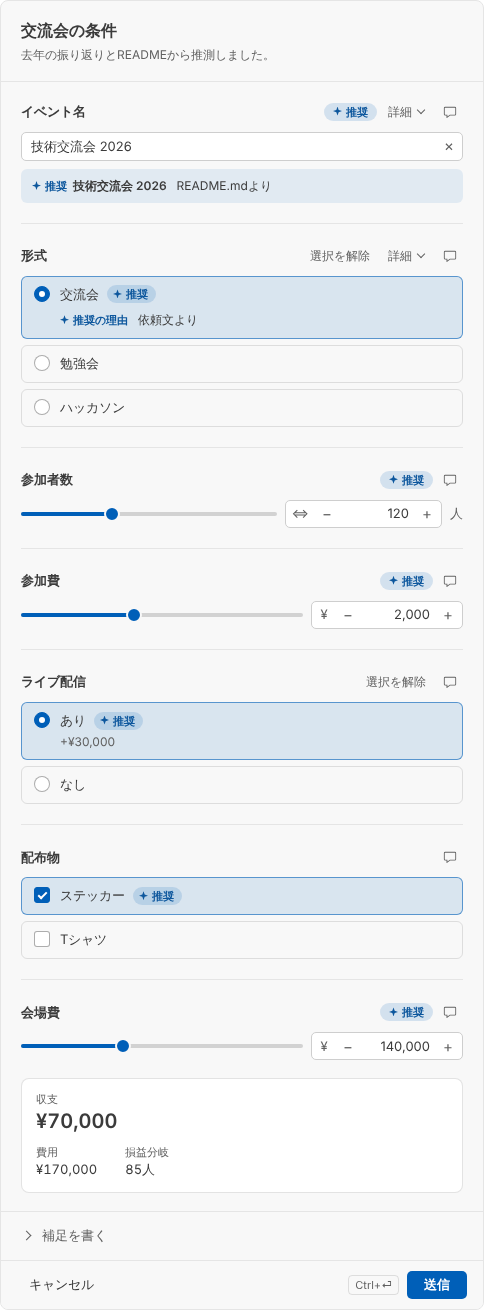 交流会の条件
去年の振り返りとREADMEから推測しました。
イベント名 推奨 詳細
技術交流会 2026 ×
推奨 技術交流会 2026 README.mdより
形式 選択を解除 詳細
交流会 推奨
推奨の理由 依頼文より
勉強会
ハッカソン
参加者数 推奨
− 120 + 人
参加費 推奨
¥ − 2,000 +
ライブ配信 選択を解除
あり 推奨
+¥30,000
なし
配布物
ステッカー 推奨
Tシャツ
会場費 推奨
¥ − 140,000 +
収支
¥70,000
費用 損益分岐
¥170,000 85人
補足を書く
キャンセル Ctrl+⏎ 送信